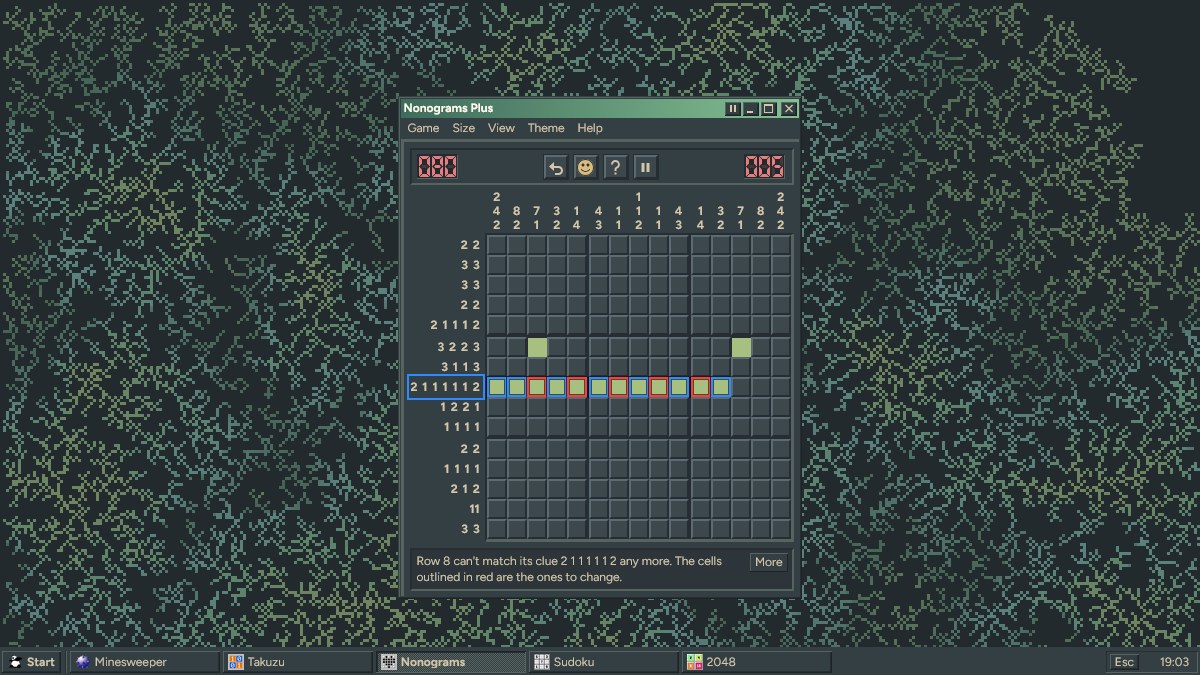 Nonograms Plus
Game Size View Theme Help
080 005
2 1 2
4 8 7 3 1 4 1 1 1 4 1 3 7 8 4
2 2 1 2 4 3 1 2 1 3 4 2 1 2 2
2 2
3 3
3 3
2 2
2 1 1 1 2
3 2 2 3
3 1 1 3
2 1 1 1 1 1 2
1 2 2 1
1 1 1 1
2 2
1 1 1 1
2 1 2
11
3 3
Row 8 can't match its clue 2 1 1 1 1 1 2 any more. The cells
outlined in red are the ones to change.
More
Start Minesweeper Takuzu Nonograms Sudoku 2048 Esc 19:03